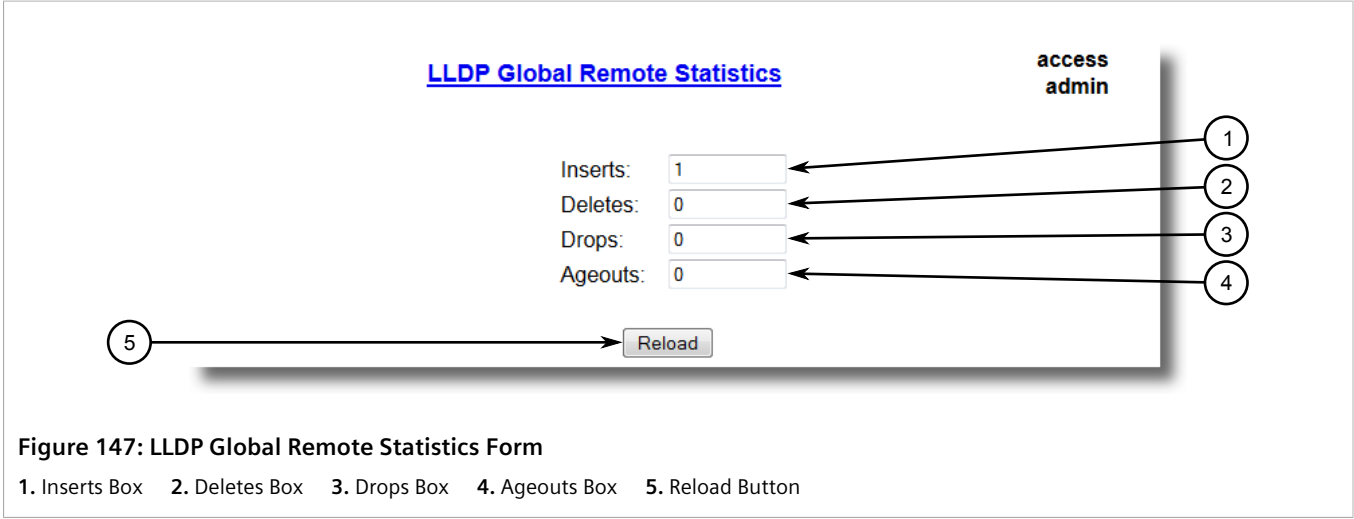 LLDP Global Remote Statistics
access
admin
Inserts: 1
Deletes: 0
Drops: 0
Ageouts: 0
Reload
1
2
3
4
5
Figure 147: LLDP Global Remote Statistics Form
1. Inserts Box 2. Deletes Box 3. Drops Box 4. Ageouts Box 5. Reload Button